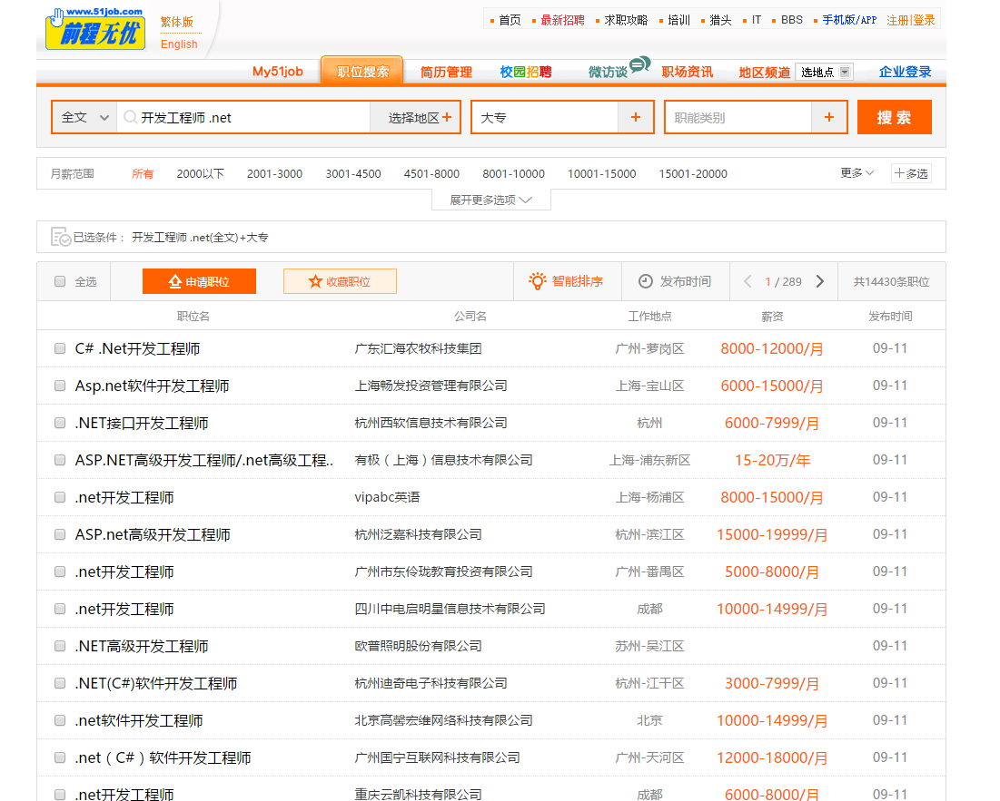 www.51job.com
前程无忧
繁体版
English
首页 最新招聘 求职攻略 培训 猎头 IT BBS 手机版/APP 注册|登录
My51job 职位搜索 简历管理 校园招聘 微访谈 职场资讯 地区频道 选地点 企业登录
全文 开发工程师 .net 选择地区+ 大专 + 职能类别 + 搜 索
月薪范围 所有 2000以下 2001-3000 3001-4500 4501-8000 8001-10000 10001-15000 15001-20000 更多 +多选
展开更多选项
已选条件： 开发工程师 .net(全文)+大专
全选 申请职位 收藏职位 智能排序 发布时间 1 / 289 共14430条职位
职位名 公司名 工作地点 薪资 发布时间
C# .Net开发工程师 广东汇海农牧科技集团 广州-萝岗区 8000-12000/月 09-11
Asp.net软件开发工程师 上海畅发投资管理有限公司 上海-宝山区 6000-15000/月 09-11
.NET接口开发工程师 杭州西软信息技术有限公司 杭州 6000-7999/月 09-11
ASP.NET高级开发工程师/.net高级工程.. 有极（上海）信息技术有限公司 上海-浦东新区 15-20万/年 09-11
.net开发工程师 vipabc英语 上海-杨浦区 8000-15000/月 09-11
ASP.net高级开发工程师 杭州泛嘉科技有限公司 杭州-滨江区 15000-19999/月 09-11
.net开发工程师 广州市东伶珑教育投资有限公司 广州-番禺区 5000-8000/月 09-11
.net开发工程师 四川中电启明星信息技术有限公司 成都 10000-14999/月 09-11
.NET高级开发工程师 欧普照明股份有限公司 苏州-吴江区 09-11
.NET(C#)软件开发工程师 杭州迪奇电子科技有限公司 杭州-江干区 3000-7999/月 09-11
.net软件开发工程师 北京高馨宏维网络科技有限公司 北京 10000-14999/月 09-11
.net（C#）软件开发工程师 广州国宁互联网科技有限公司 广州-天河区 12000-18000/月 09-11
.net开发工程师 重庆云凯科技有限公司 成都 6000-8000/月 09-11